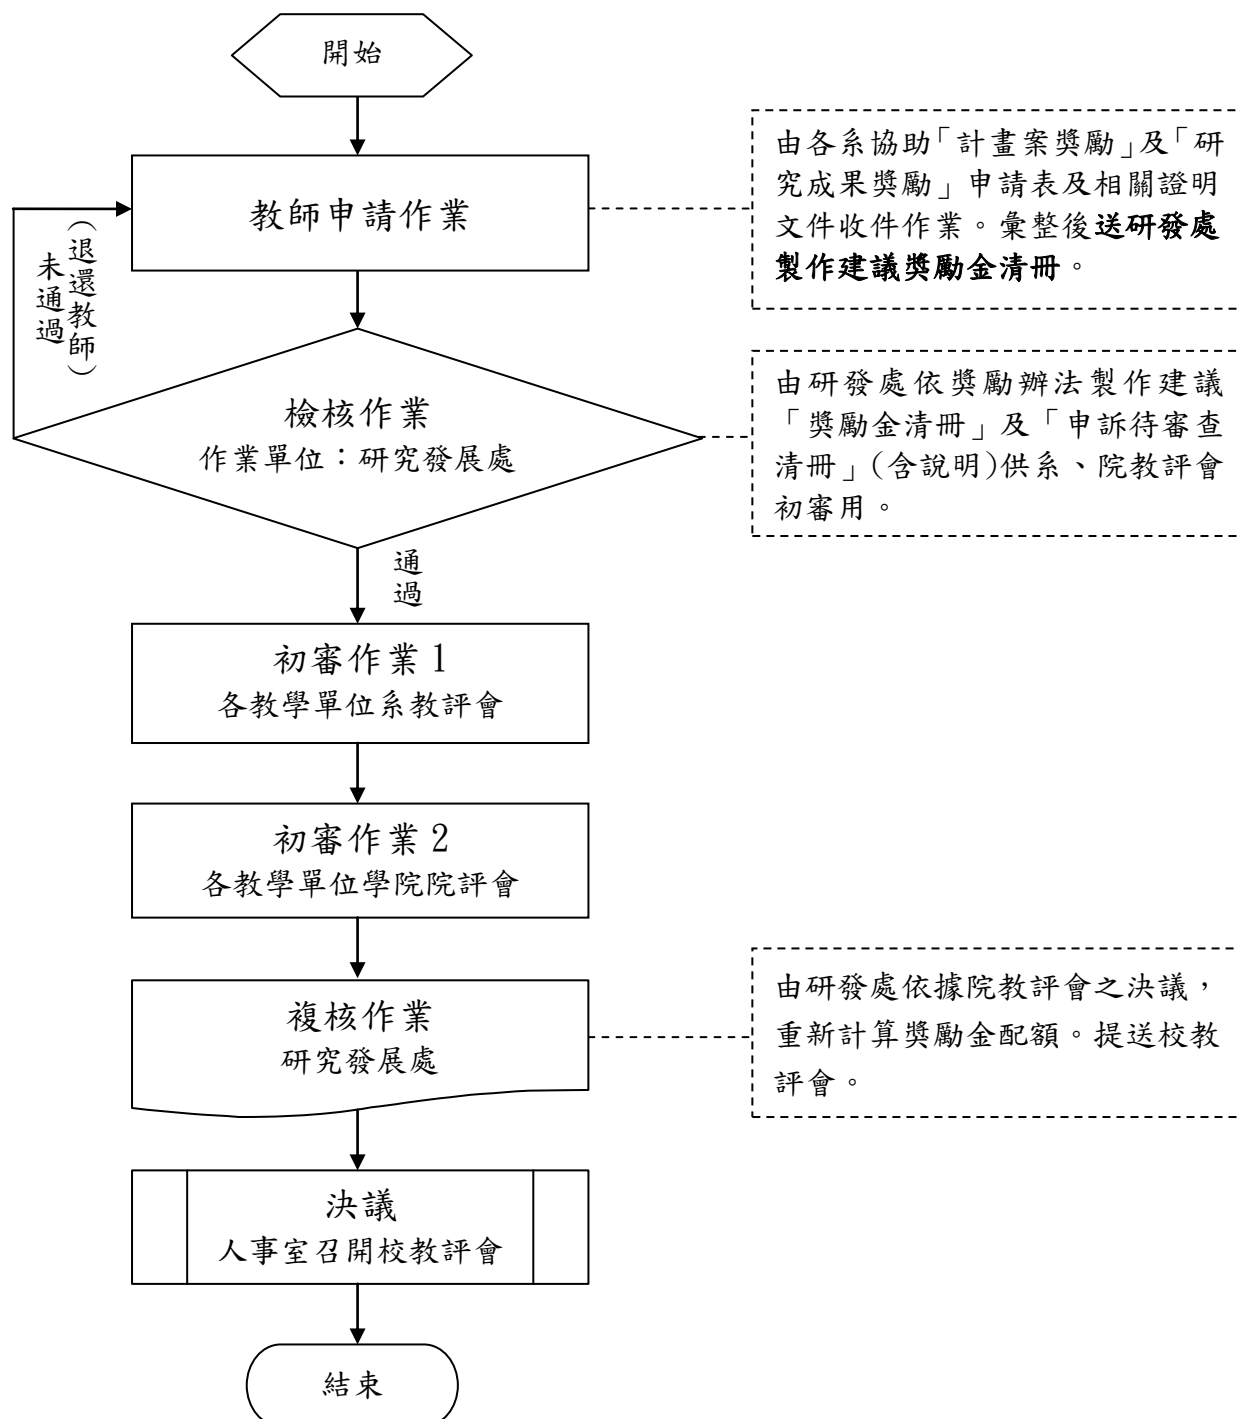 開始
教師申請作業
由各系協助「計畫案獎勵」及「研
究成果獎勵」申請表及相關證明
文件收件作業。彙整後送研發處
製作建議獎勵金清冊。
未通過
（退還教師）
檢核作業
作業單位：研究發展處
由研發處依獎勵辦法製作建議
「獎勵金清冊」及「申訴待審查
清冊」(含說明)供系、院教評會
初審用。
通過
初審作業 1
各教學單位系教評會
初審作業 2
各教學單位學院院評會
複核作業
研究發展處
由研發處依據院教評會之決議，
重新計算獎勵金配額。提送校教
評會。
決議
人事室召開校教評會
結束